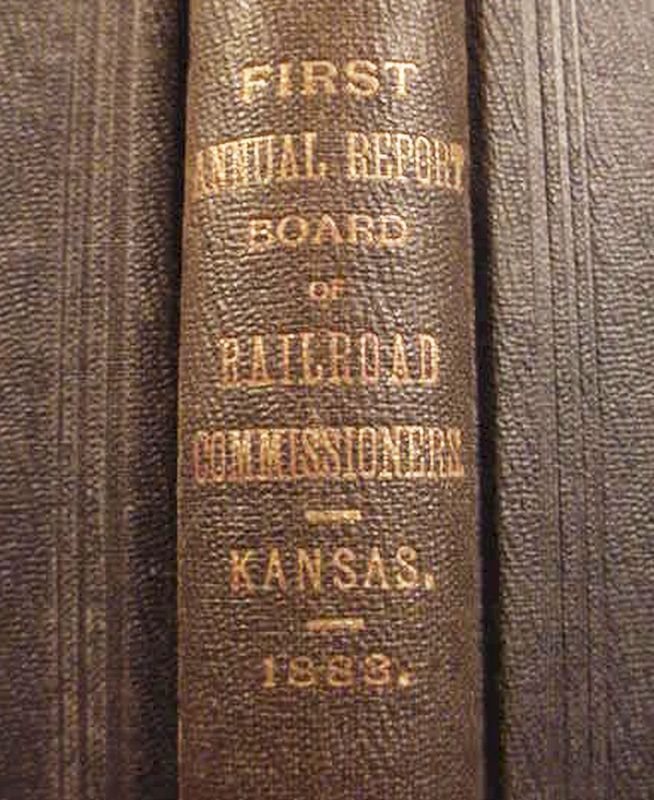 FIRST
ANNUAL REPORT
BOARD
OF
RAILROAD
COMMISSIONERS.
KANSAS.
1883.